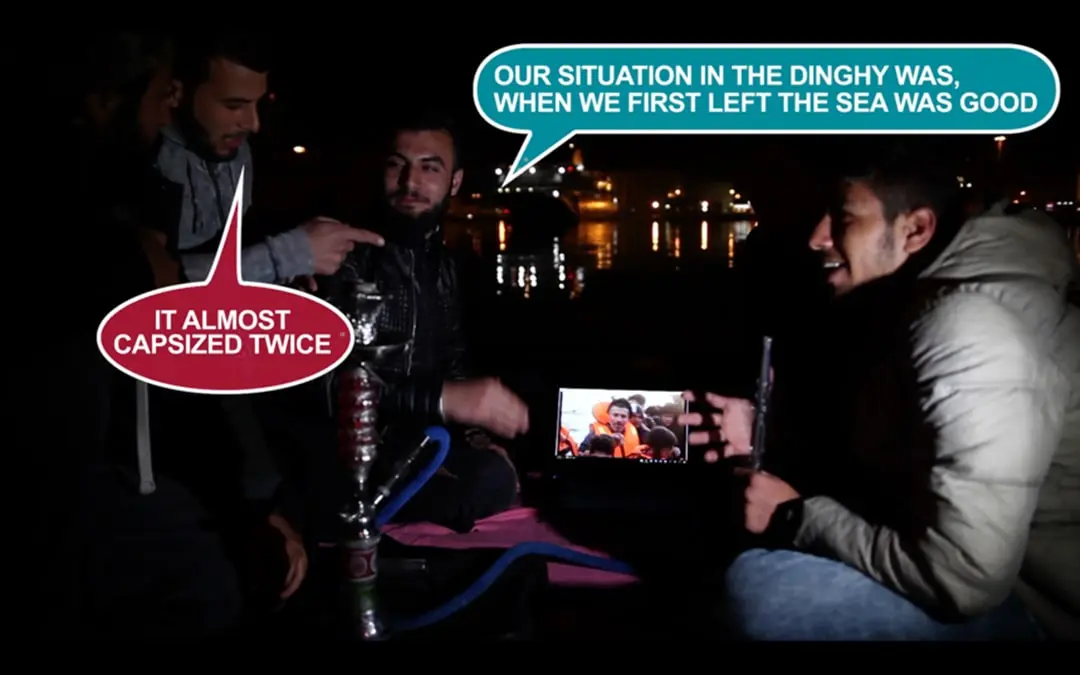 OUR SITUATION IN THE DINGHY WAS,
WHEN WE FIRST LEFT THE SEA WAS GOOD
IT ALMOST
CAPSIZED TWICE